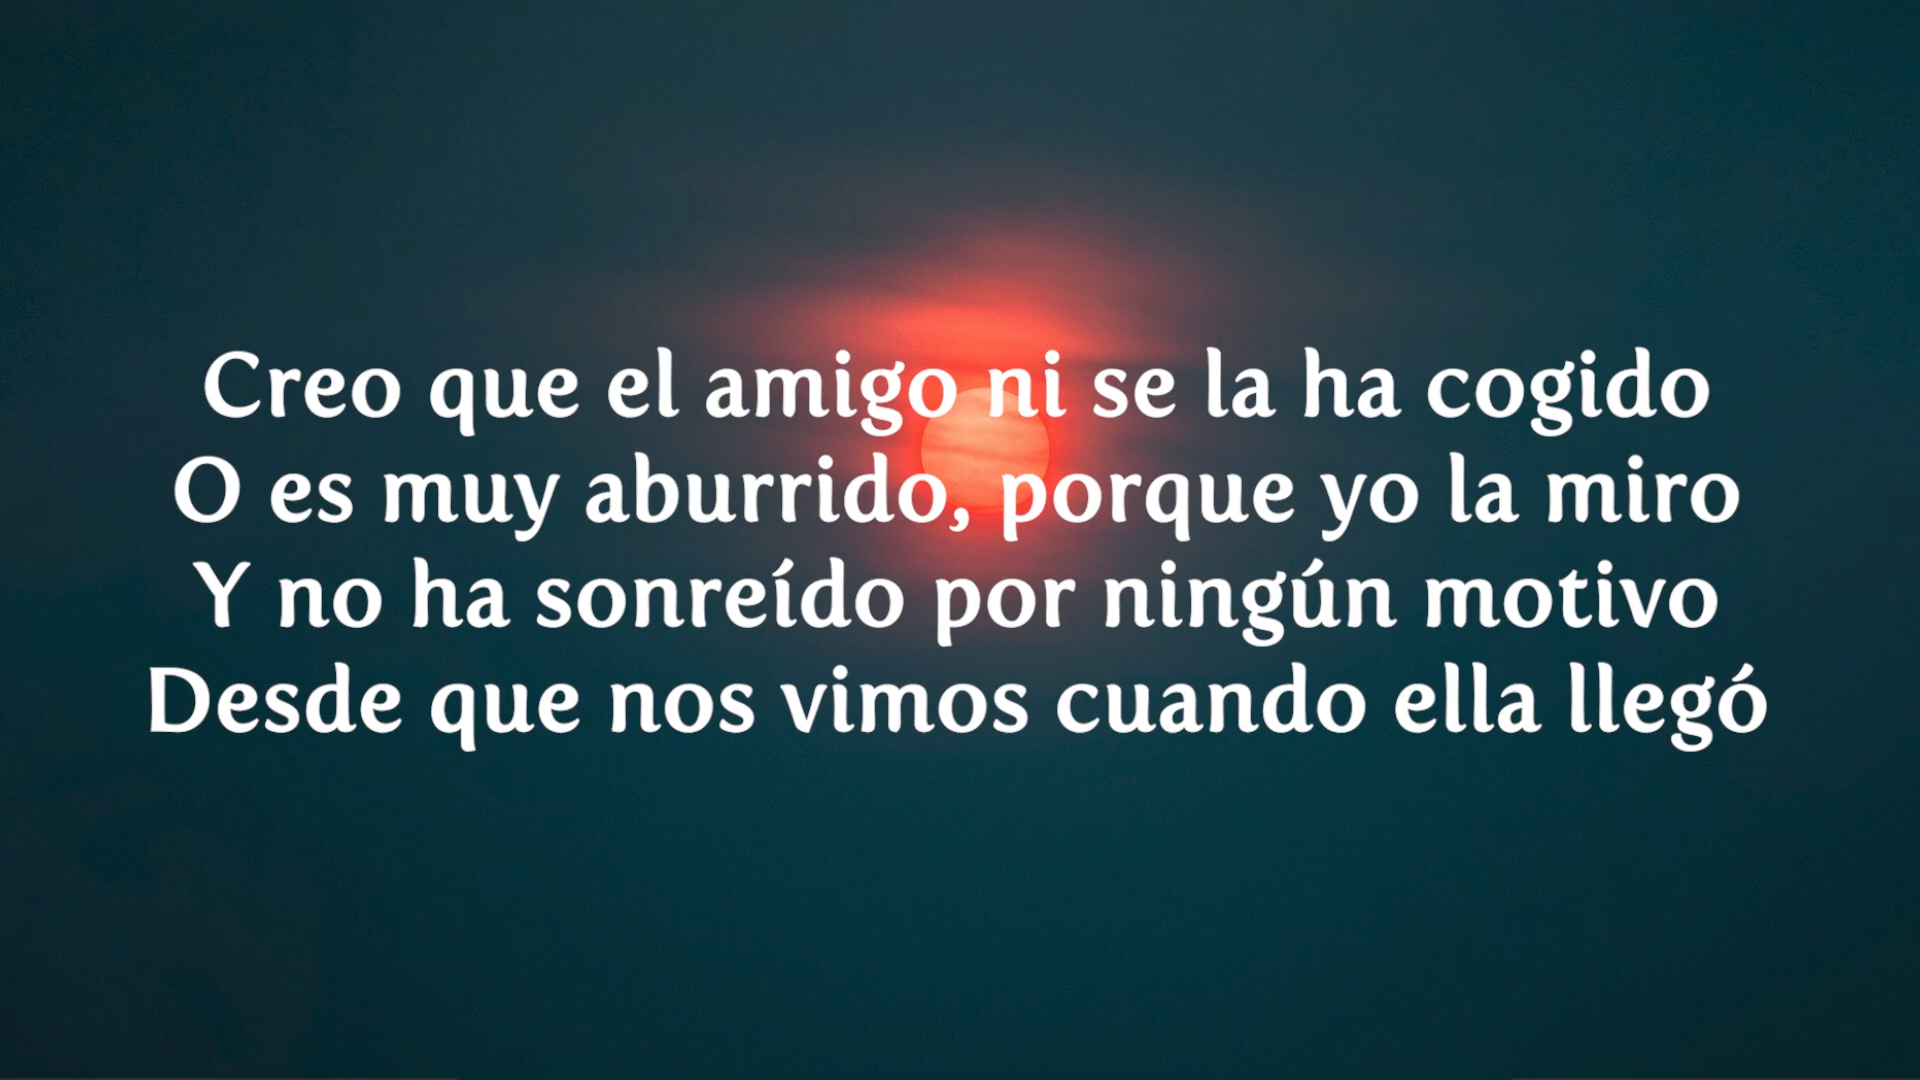 Creo que el amigo ni se la ha cogido
O es muy aburrido, porque yo la miro
Y no ha sonreído por ningún motivo
Desde que nos vimos cuando ella llegó